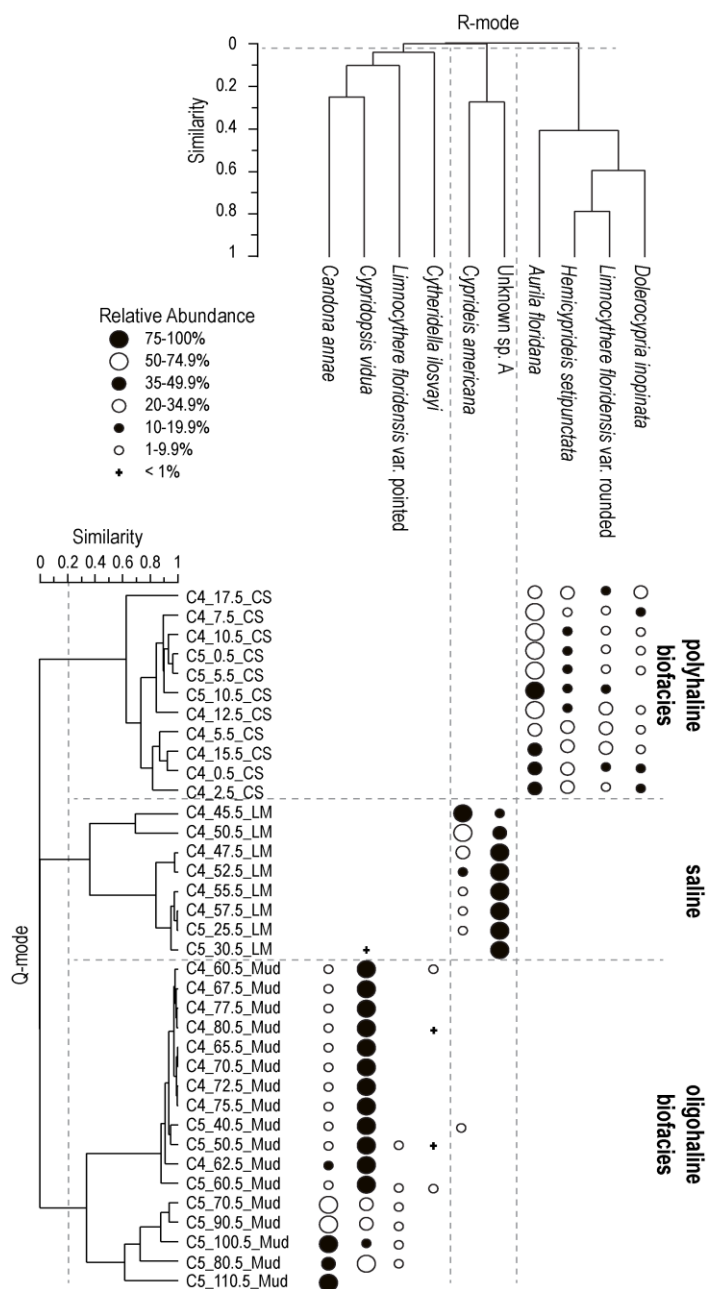 R-mode
0
0.2
0.4
0.6
0.8
1
Similarity
Candona annae
Cypridopsis vidua
Limnocythere floridensis var. pointed
Cytheridella ilosvayi
Cyprideis americana
Unknown sp. A
Aurila floridana
Hemicyprideis setipunctata
Limnocythere floridensis var. rounded
Dolerocypria inopinata
Relative Abundance
75-100%
50-74.9%
35-49.9%
20-34.9%
10-19.9%
1-9.9%
< 1%
Similarity
0 0.2 0.4 0.6 0.8 1
Q-mode
C4_17.5_CS
C4_7.5_CS
C4_10.5_CS
C5_0.5_CS
C5_5.5_CS
C5_10.5_CS
C4_12.5_CS
C4_5.5_CS
C4_15.5_CS
C4_0.5_CS
C4_2.5_CS
C4_45.5_LM
C4_50.5_LM
C4_47.5_LM
C4_52.5_LM
C4_55.5_LM
C4_57.5_LM
C5_25.5_LM
C5_30.5_LM
C4_60.5_Mud
C4_67.5_Mud
C4_77.5_Mud
C4_80.5_Mud
C4_65.5_Mud
C4_70.5_Mud
C4_72.5_Mud
C4_75.5_Mud
C5_40.5_Mud
C5_50.5_Mud
C4_62.5_Mud
C5_60.5_Mud
C5_70.5_Mud
C5_90.5_Mud
C5_100.5_Mud
C5_80.5_Mud
C5_110.5_Mud
polyhaline
biofacies
saline
oligohaline
biofacies